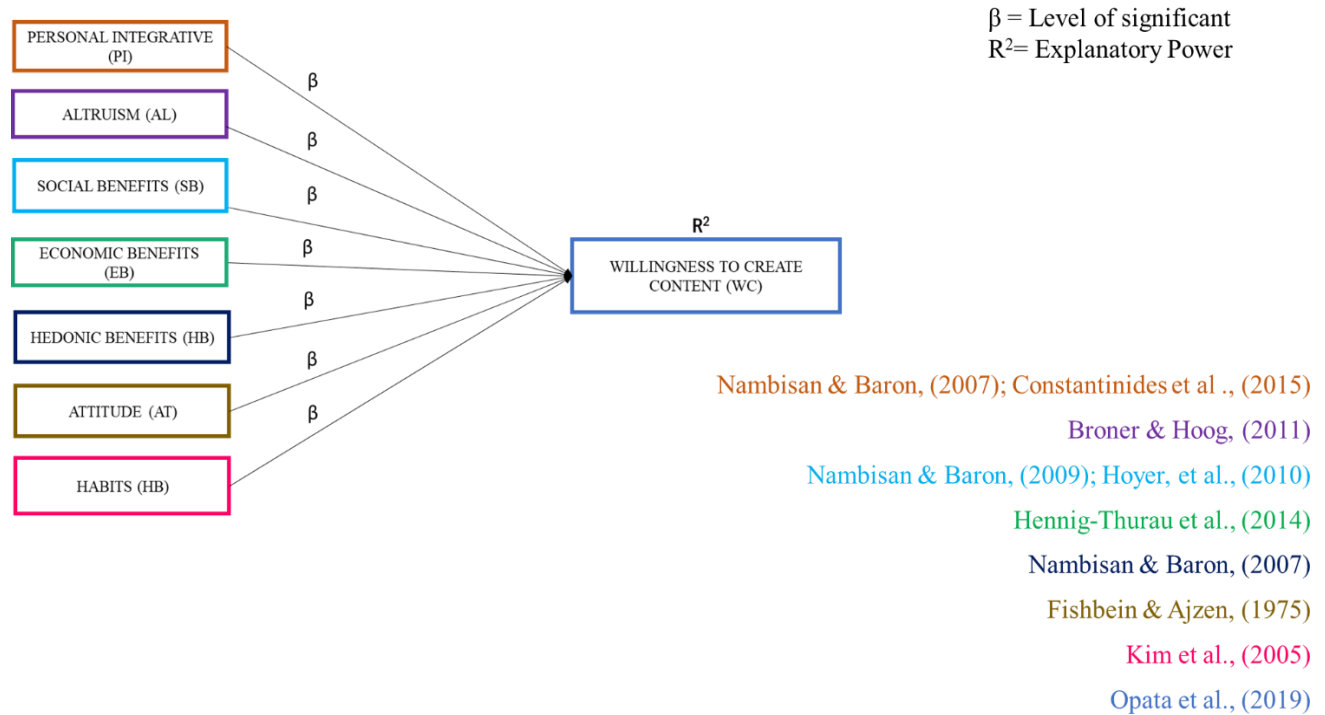 β = Level of significant
R²= Explanatory Power
PERSONAL INTEGRATIVE
(PI)
β
ALTRUISM (AL)
β
SOCIAL BENEFITS (SB)
β
ECONOMIC BENEFITS
(EB)
β
HEDONIC BENEFITS (HB)
β
ATTITUDE (AT)
β
HABITS (HB)
β
R²
WILLINGNESS TO CREATE
CONTENT (WC)
Nambisan & Baron, (2007); Constantinides et al ., (2015)
Broner & Hoog, (2011)
Nambisan & Baron, (2009); Hoyer, et al., (2010)
Hennig-Thurau et al., (2014)
Nambisan & Baron, (2007)
Fishbein & Ajzen, (1975)
Kim et al., (2005)
Opata et al., (2019)